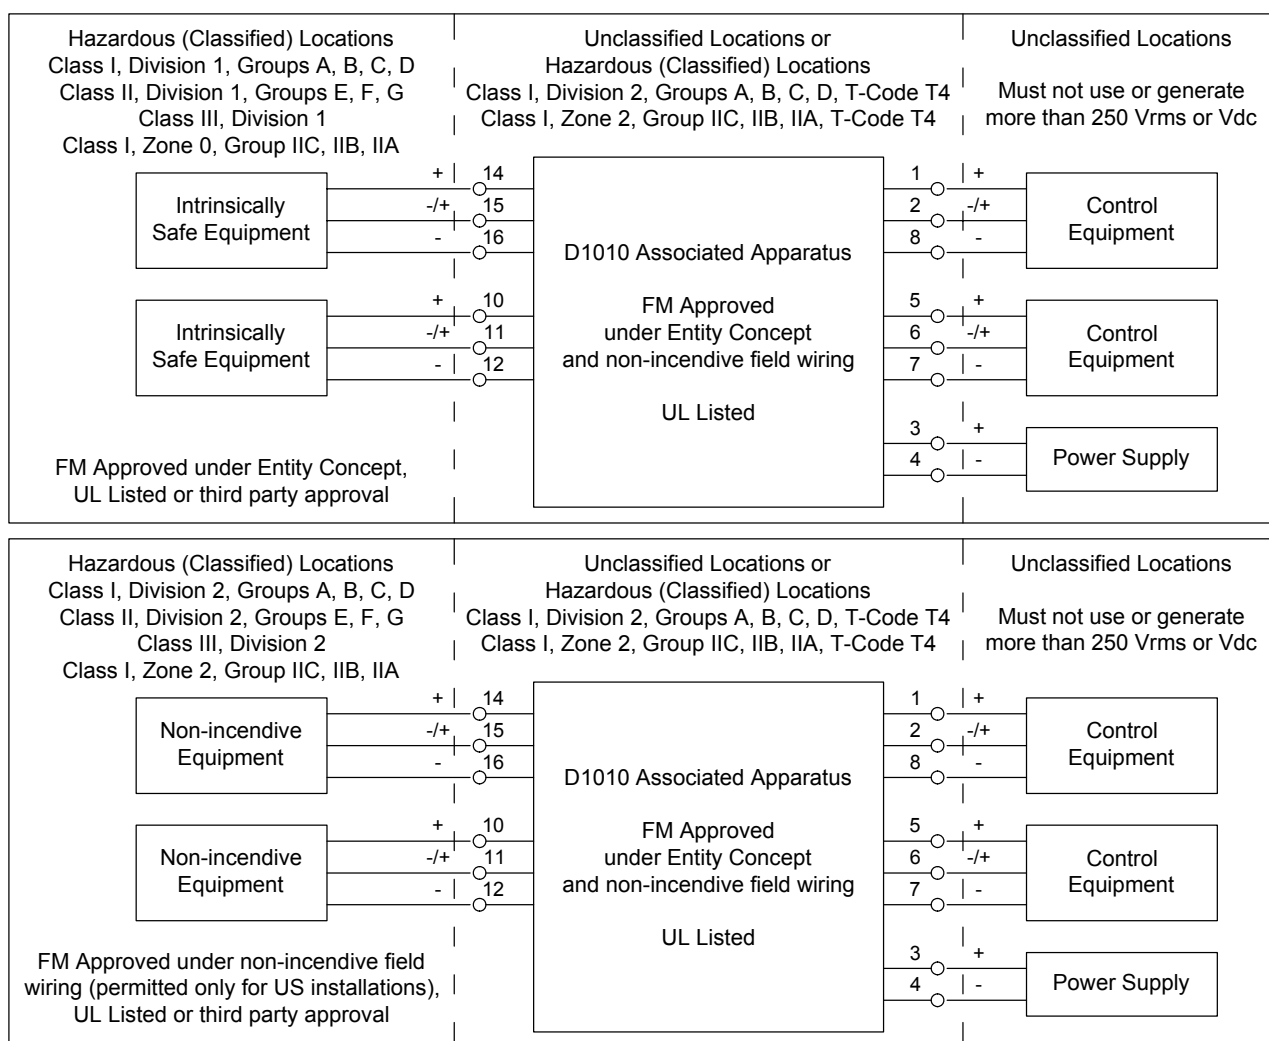 Hazardous (Classified) Locations
Class I, Division 1, Groups A, B, C, D
Class II, Division 1, Groups E, F, G
Class III, Division 1
Class I, Zone 0, Group IIC, IIB, IIA
Unclassified Locations or
Hazardous (Classified) Locations
Class I, Division 2, Groups A, B, C, D, T-Code T4
Class I, Zone 2, Group IIC, IIB, IIA, T-Code T4
Unclassified Locations
Must not use or generate
more than 250 Vrms or Vdc
Intrinsically
Safe Equipment
+ 14
-/+ 15
- 16
Intrinsically
Safe Equipment
+ 10
-/+ 11
- 12
FM Approved under Entity Concept,
UL Listed or third party approval
D1010 Associated Apparatus
FM Approved
under Entity Concept
and non-incendive field wiring
UL Listed
1 +
2 -/+
8 -
Control
Equipment
5 +
6 -/+
7 -
Control
Equipment
3 +
4 -
Power Supply
Hazardous (Classified) Locations
Class I, Division 2, Groups A, B, C, D
Class II, Division 2, Groups E, F, G
Class III, Division 2
Class I, Zone 2, Group IIC, IIB, IIA
Unclassified Locations or
Hazardous (Classified) Locations
Class I, Division 2, Groups A, B, C, D, T-Code T4
Class I, Zone 2, Group IIC, IIB, IIA, T-Code T4
Unclassified Locations
Must not use or generate
more than 250 Vrms or Vdc
Non-incendive
Equipment
+ 14
-/+ 15
- 16
Non-incendive
Equipment
+ 10
-/+ 11
- 12
FM Approved under non-incendive field
wiring (permitted only for US installations),
UL Listed or third party approval
D1010 Associated Apparatus
FM Approved
under Entity Concept
and non-incendive field wiring
UL Listed
1 +
2 -/+
8 -
Control
Equipment
5 +
6 -/+
7 -
Control
Equipment
3 +
4 -
Power Supply